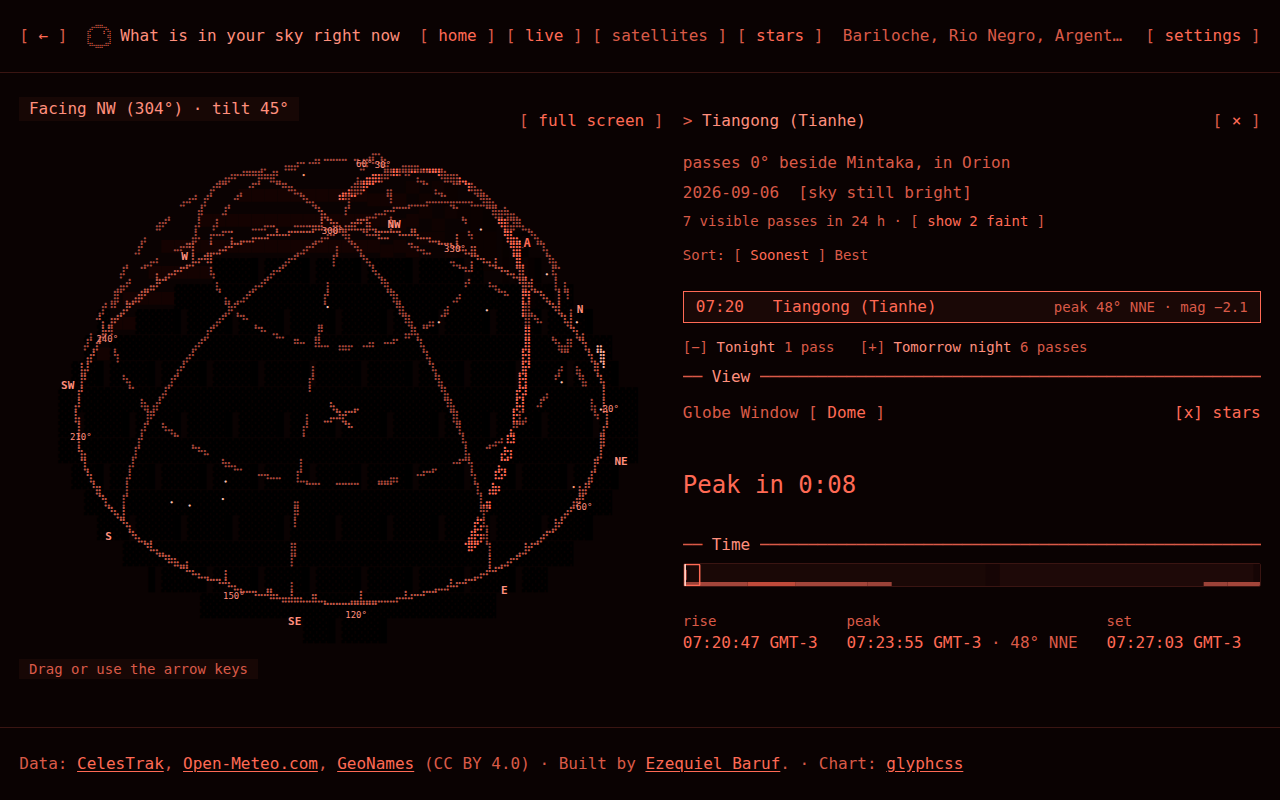 [ ← ] What is in your sky right now [ home ] [ live ] [ satellites ] [ stars ] Bariloche, Rio Negro, Argent… [ settings ]
Facing NW (304°) · tilt 45°
[ full screen ]
60° 30°
NW
300°
330°
A
W
N
240°
SW
30°
210°
NE
60°
S
E
150°
120°
SE
Drag or use the arrow keys
> Tiangong (Tianhe) [ × ]
passes 0° beside Mintaka, in Orion
2026-09-06 [sky still bright]
7 visible passes in 24 h · [ show 2 faint ]
Sort: [ Soonest ] Best
07:20 Tiangong (Tianhe) peak 48° NNE · mag −2.1
[−] Tonight 1 pass [+] Tomorrow night 6 passes
View
Globe Window [ Dome ] [x] stars
Peak in 0:08
Time
rise peak set
07:20:47 GMT-3 07:23:55 GMT-3 · 48° NNE 07:27:03 GMT-3
Data: CelesTrak, Open-Meteo.com, GeoNames (CC BY 4.0) · Built by Ezequiel Baruf. · Chart: glyphcss